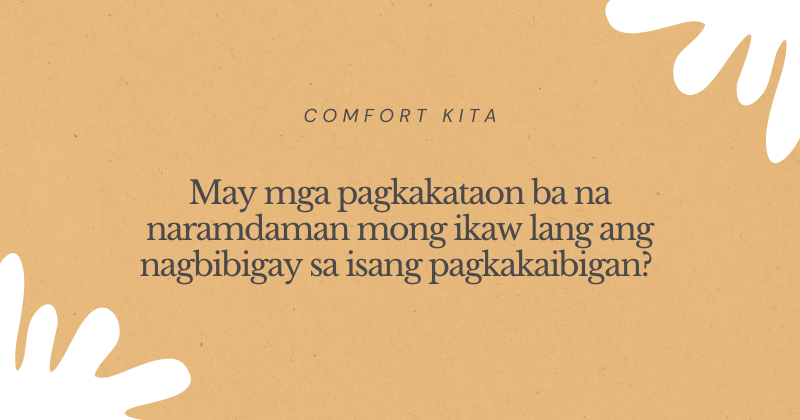 COMFORT KITA
May mga pagkakataon ba na
naramdaman mong ikaw lang ang
nagbibigay sa isang pagkakaibigan?